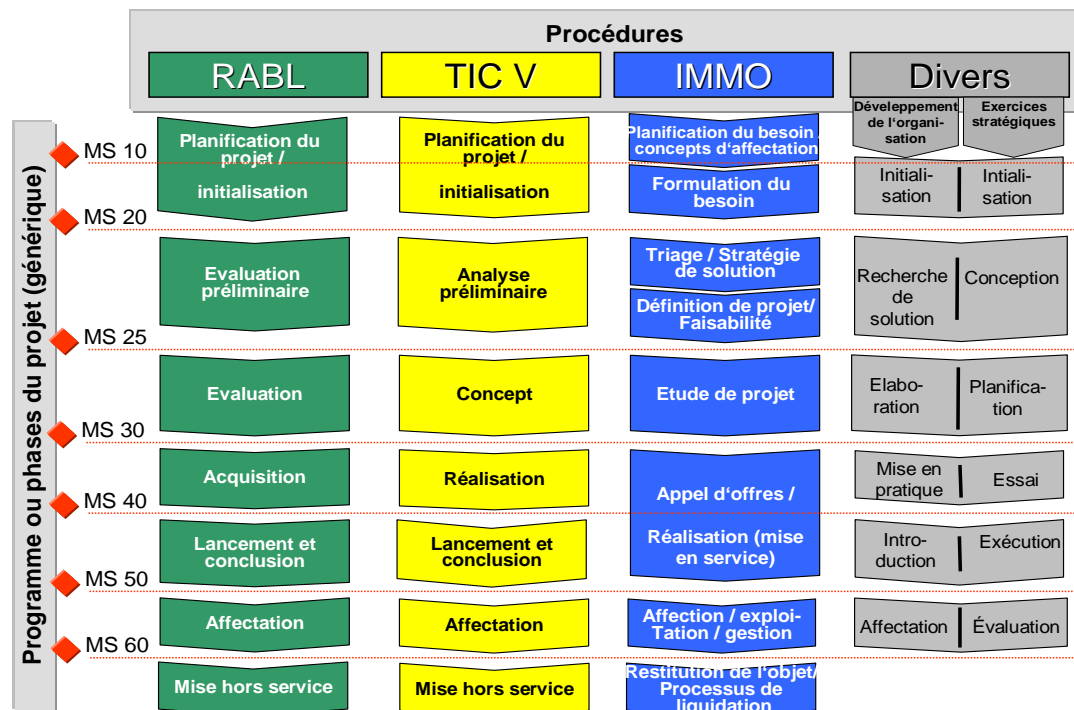 Procédures
RABL
TIC V
IMMO
Divers
Déveleppement
de l'organi-
sation
Exercices
stratégiques
Programme ou phases du projet (générique)
MS 10
MS 20
MS 25
MS 30
MS 40
MS 50
MS 60
Planification du
projet /
initialisation
Planification du
projet /
initialisation
Planification du besoin /
concepts d'affectation
Formulation du
besoin
Initiali-
sation
Intiali-
sation
Evaluation
préliminaire
Analyse
préliminaire
Triage / Stratégie
de solution
Définition de projet/
Faisabilité
Recherche
de
solution
Conception
Evaluation
Concept
Etude de projet
Elabo-
ration
Planifica-
tion
Acquisition
Réalisation
Appel d'offres /
Réalisation (mise
en service)
Mise en
pratique
Essai
Lancement et
conclusion
Lancement et
conclusion
Intro-
duction
Exécution
Affectation
Affectation
Affection / exploi-
Tation / gestion
Affectation
Évaluation
Mise hors service
Mise hors service
Restitution de l'objet/
Processus de
liquidation